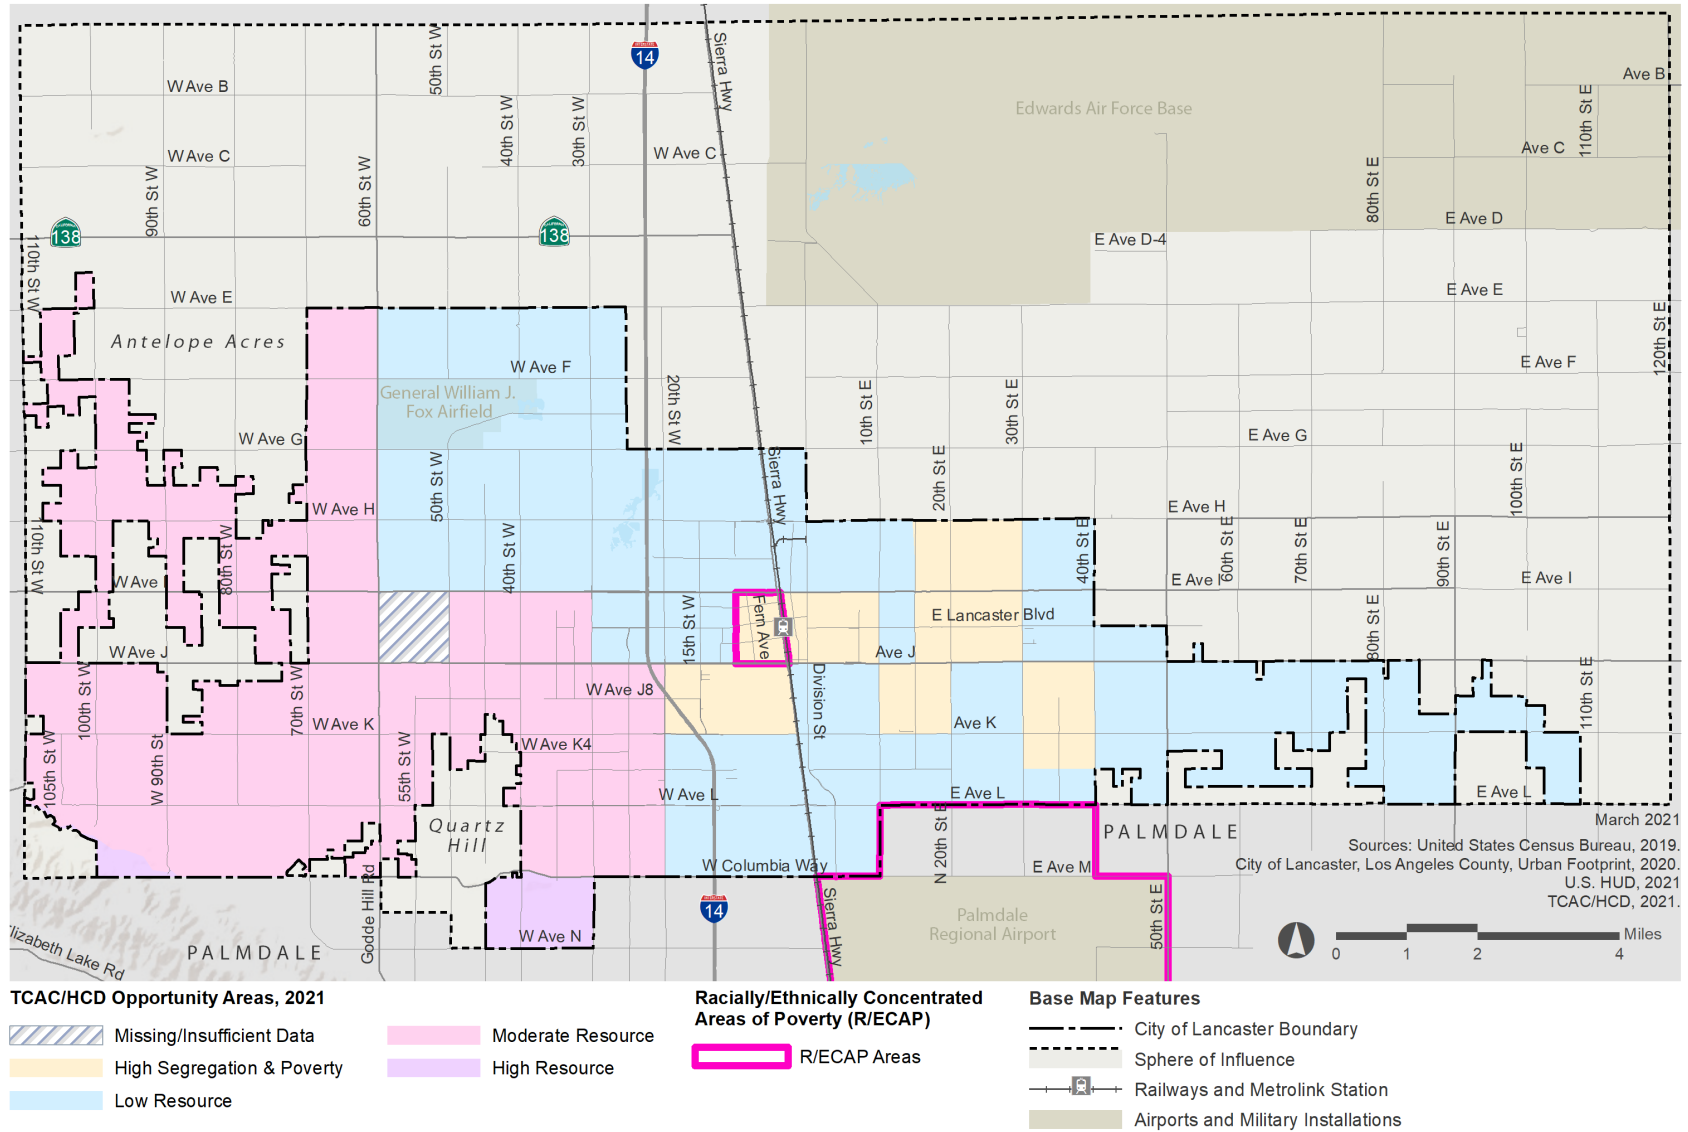 14
Sierra Hwy
50th St W
W Ave B
Ave B
40th St W
30th St W
Edwards Air Force Base
110th St E
W Ave C
W Ave C
Ave C
90th St W
60th St W
80th St E
E Ave D
138
138
E Ave D-4
110th St W
W Ave E
E Ave E
Antelope Acres
120th St E
W Ave F
E Ave F
General William J.
Fox Airfield
20th St W
10th St E
30th St E
W Ave G
E Ave G
50th St W
Sierra Hwy
20th St E
100th St E
W Ave H
E Ave H
110th St W
80th St W
40th St W
40th St E
60th St E
70th St E
90th St E
W Ave I
E Ave I
E Ave I
15th St W
Fern Ave
E Lancaster Blvd
80th St E
W Ave J
Ave J
100th St W
70th St W
W Ave J8
Division St
110th St E
W Ave K
Ave K
W Ave K4
105th St W
W 90th St
55th St W
W Ave L
E Ave L
E Ave L
Quartz
Hill
N 20th St E
PALMDALE
W Columbia Way
E Ave M
Godde Hill Rd
14
Sierra Hwy
50th St E
Palmdale
Regional Airport
W Ave N
PALMDALE
lizabeth Lake Rd
March 2021
Sources: United States Census Bureau, 2019.
City of Lancaster, Los Angeles County, Urban Footprint, 2020.
U.S. HUD, 2021
TCAC/HCD, 2021.
Miles
0 1 2 4
TCAC/HCD Opportunity Areas, 2021
Missing/Insufficient Data
High Segregation & Poverty
Low Resource
Moderate Resource
High Resource
Racially/Ethnically Concentrated
Areas of Poverty (R/ECAP)
R/ECAP Areas
Base Map Features
City of Lancaster Boundary
Sphere of Influence
Railways and Metrolink Station
Airports and Military Installations